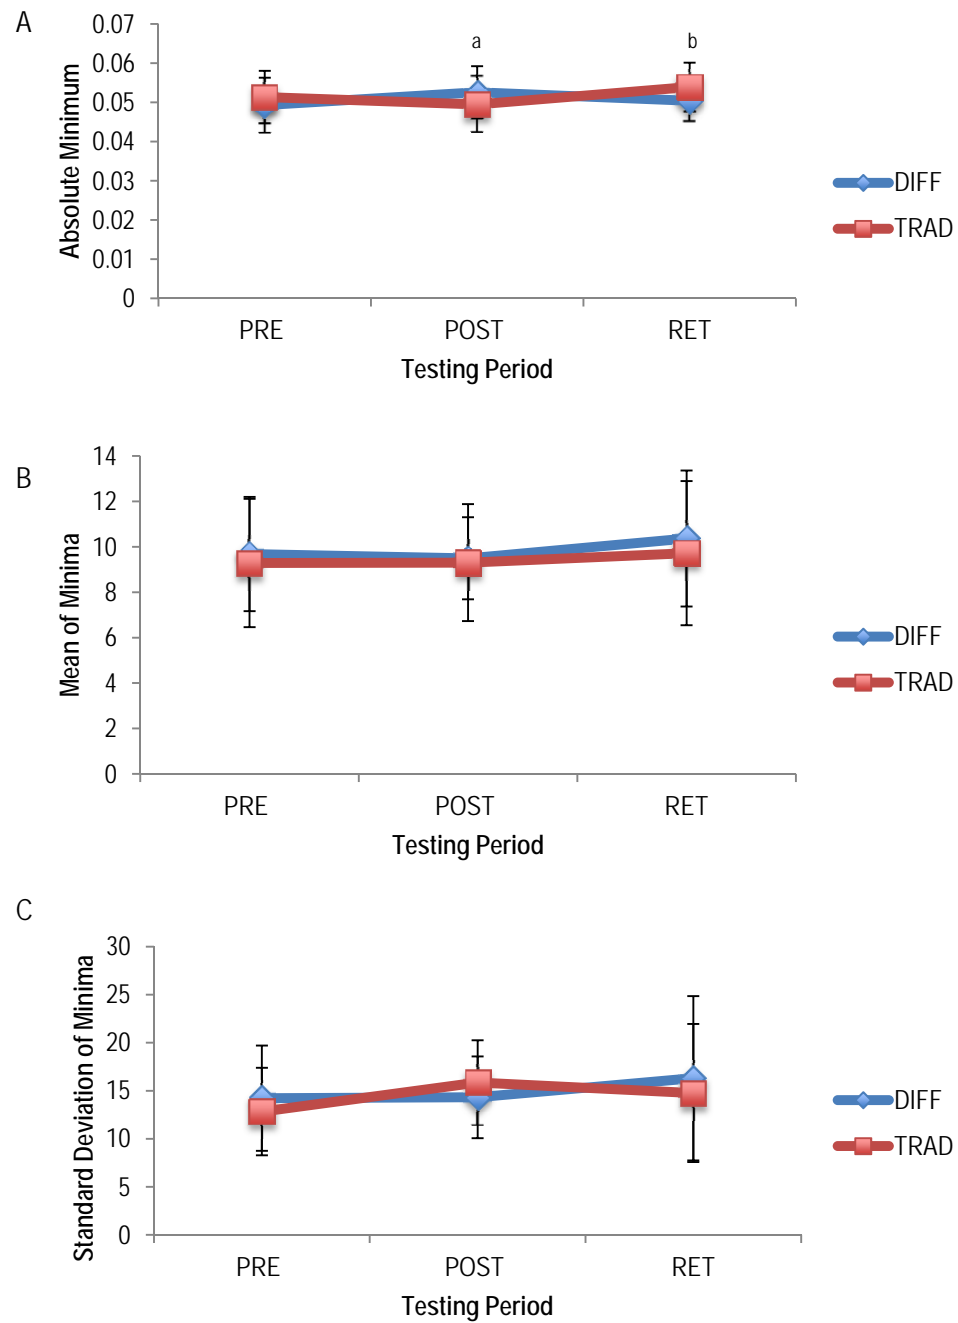 A
0.07
0.06
0.05
0.04
0.03
0.02
0.01
0
Absolute Minimum
a
b
PRE
POST
RET
Testing Period
DIFF
TRAD
B
14
12
10
8
6
4
2
0
Mean of Minima
PRE
POST
RET
Testing Period
DIFF
TRAD
C
30
25
20
15
10
5
0
Standard Deviation of Minima
PRE
POST
RET
Testing Period
DIFF
TRAD